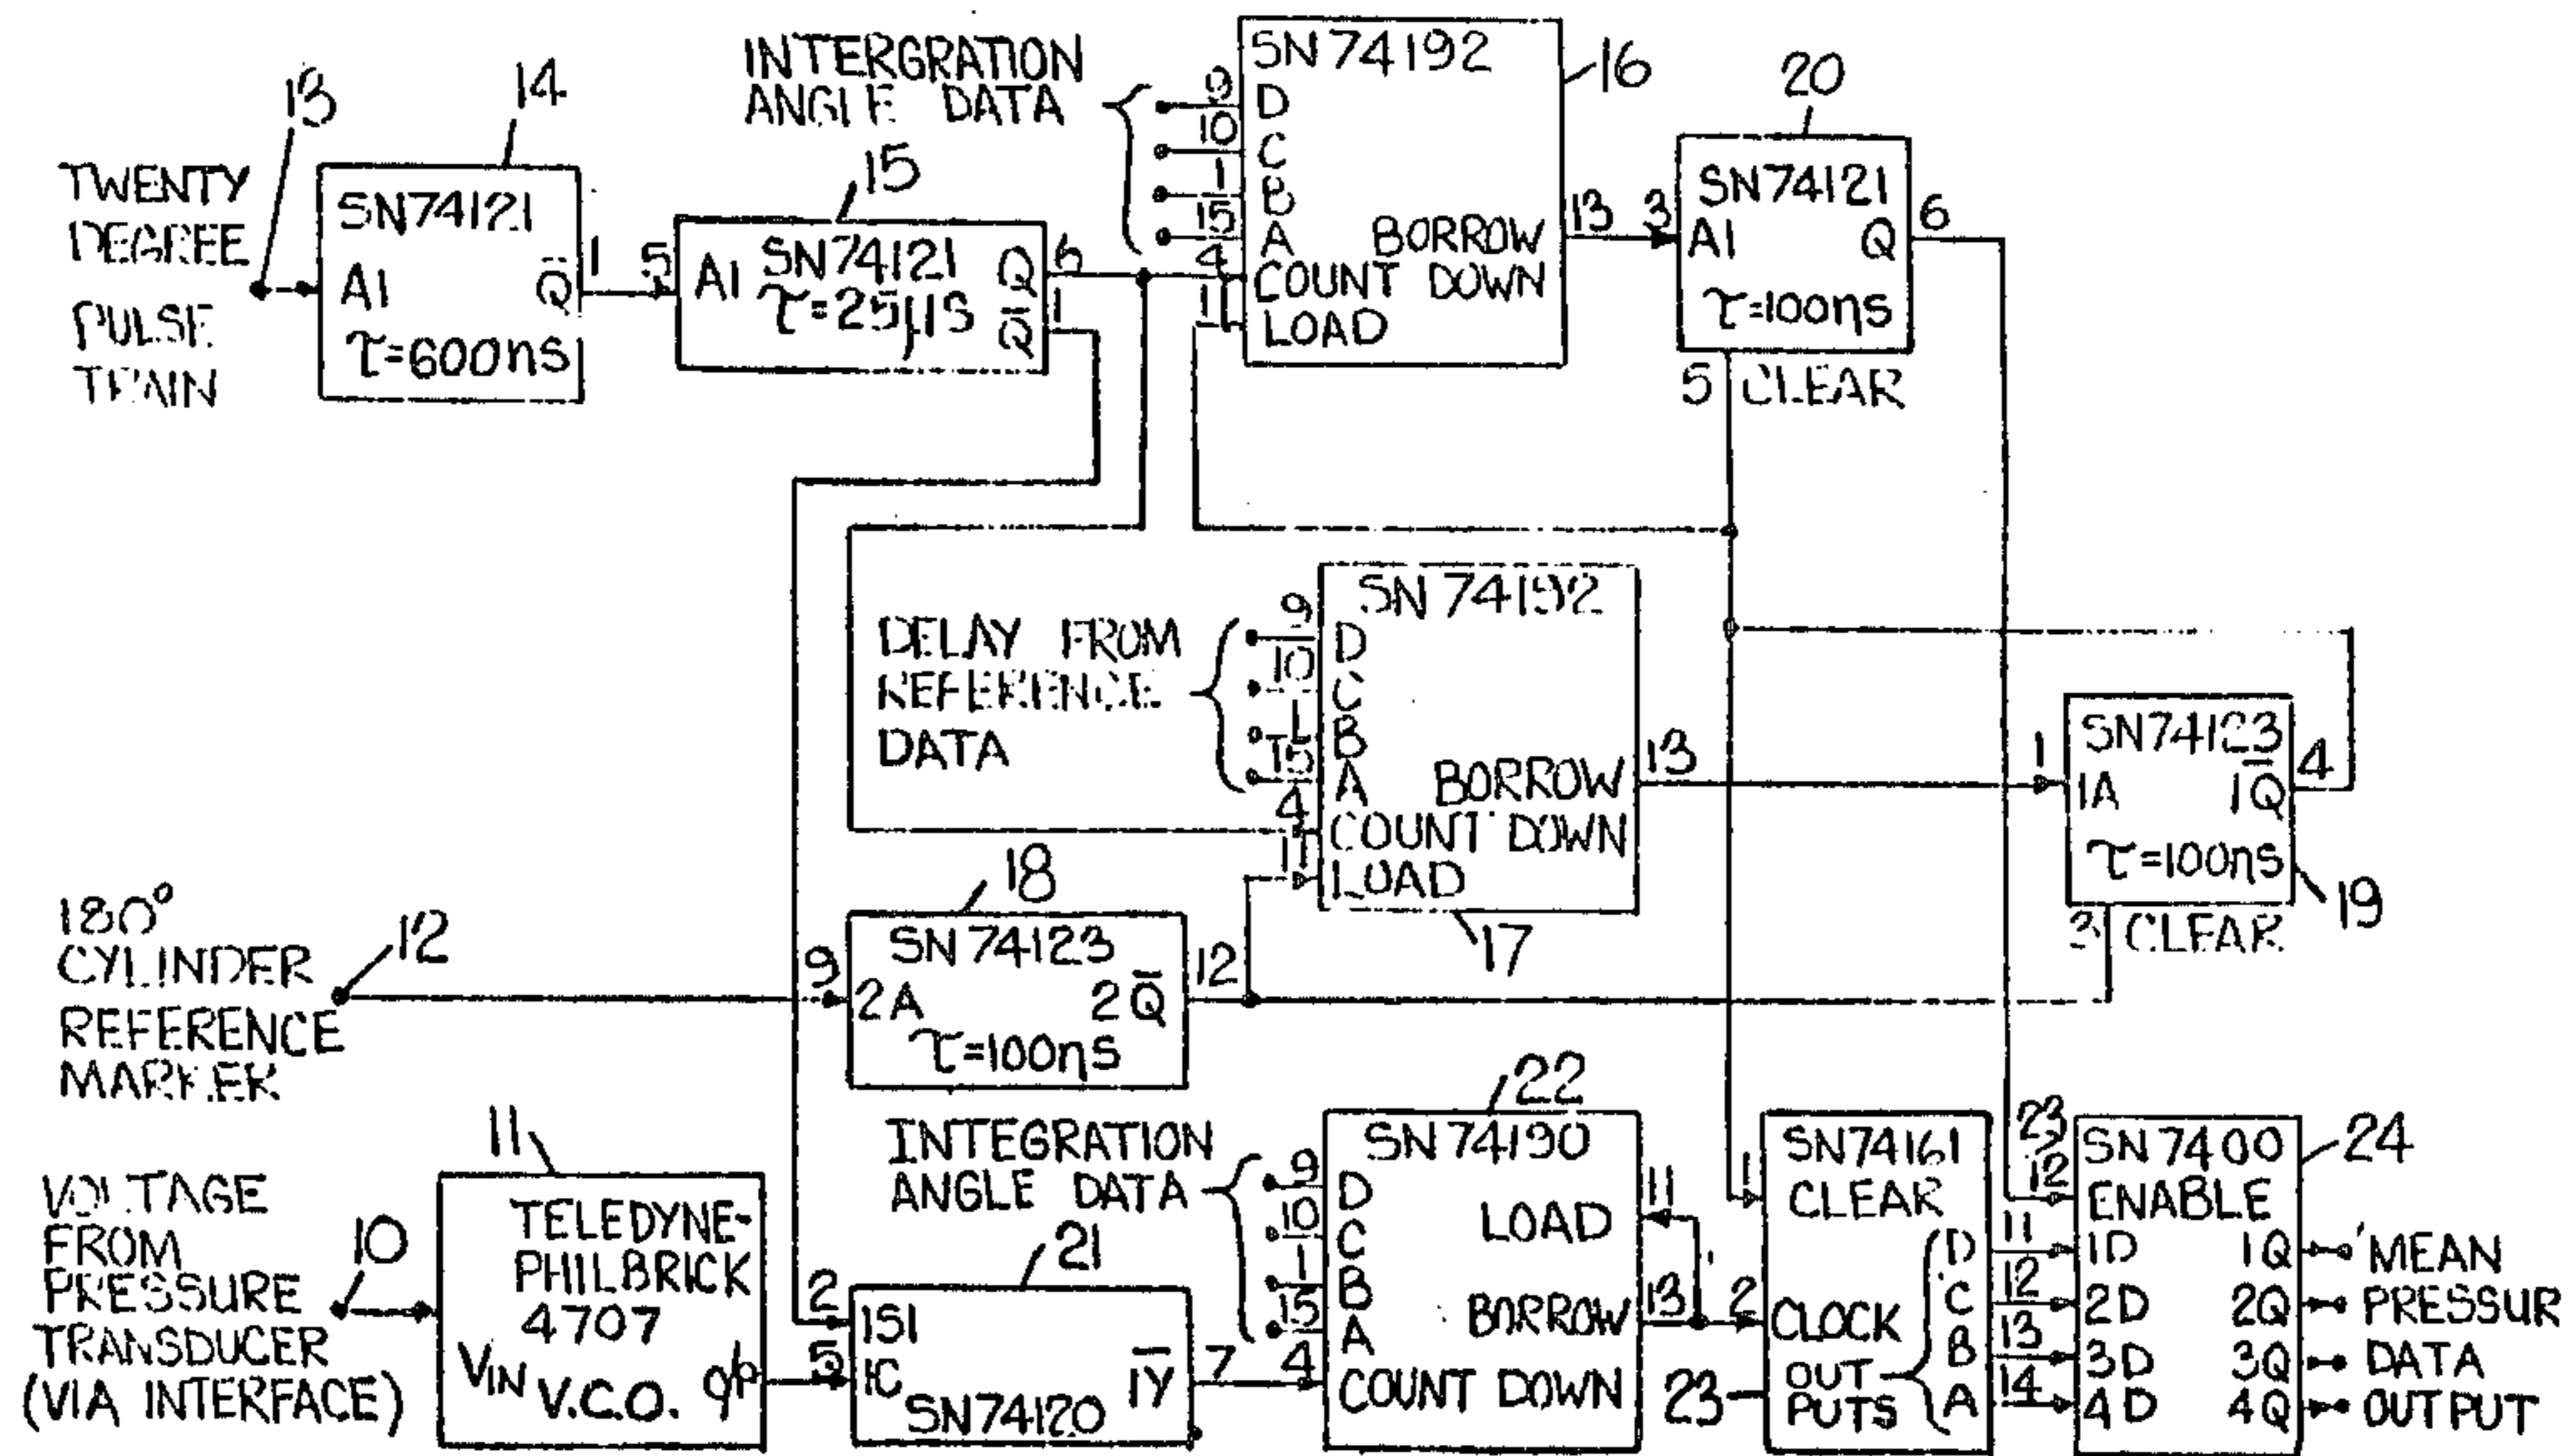 13
14
TWENTY
DEGREE
PULSE
TRAIN
SN74121
A1
Q̅
τ=600ns
1
5
15
A1
SN74121
τ=25µs
Q
Q̅
6
1
INTERGRATION
ANGLE DATA
9
10
1
15
4
11
SN74192
D
C
B
A
BORROW
COUNT DOWN
LOAD
16
13
3
20
SN74121
A1
Q
τ=100ns
6
5
CLEAR
DELAY FROM
REFERENCE
DATA
9
10
1
15
4
11
SN74192
D
C
B
A
BORROW
COUNT DOWN
LOAD
17
13
1
SN74123
1A
1Q̅
τ=100ns
4
19
3
CLEAR
180°
CYLINDER
REFERENCE
MARKER
12
9
18
SN74123
2A
2Q̅
τ=100ns
12
VOLTAGE
FROM
PRESSURE
TRANSDUCER
(VIA INTERFACE)
10
11
TELEDYNE-
PHILBRICK
4707
VIN
V.C.O.
o/p
2
5
21
1S1
1C
SN74120
1Y̅
7
INTEGRATION
ANGLE DATA
9
10
1
15
4
22
SN74190
D
C
B
A
LOAD
BORROW
COUNT DOWN
11
13
1
2
SN74161
CLEAR
CLOCK
OUT
PUTS
D
C
B
A
23
11
12
13
14
23
12
SN7400
ENABLE
1D
2D
3D
4D
1Q
2Q
3Q
4Q
24
MEAN
PRESSUR
DATA
OUTPUT